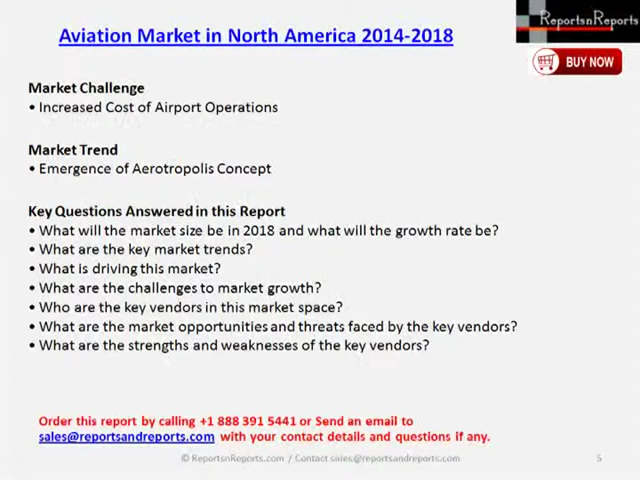 Aviation Market in North America 2014-2018
ReportsnReports
BUY NOW
Market Challenge
• Increased Cost of Airport Operations
Market Trend
• Emergence of Aerotropolis Concept
Key Questions Answered in this Report
• What will the market size be in 2018 and what will the growth rate be?
• What are the key market trends?
• What is driving this market?
• What are the challenges to market growth?
• Who are the key vendors in this market space?
• What are the market opportunities and threats faced by the key vendors?
• What are the strengths and weaknesses of the key vendors?
Order this report by calling +1 888 391 5441 or Send an email to
sales@reportsandreports.com with your contact details and questions if any.
© ReportsnReports.com / Contact sales@reportsandreports.com
5